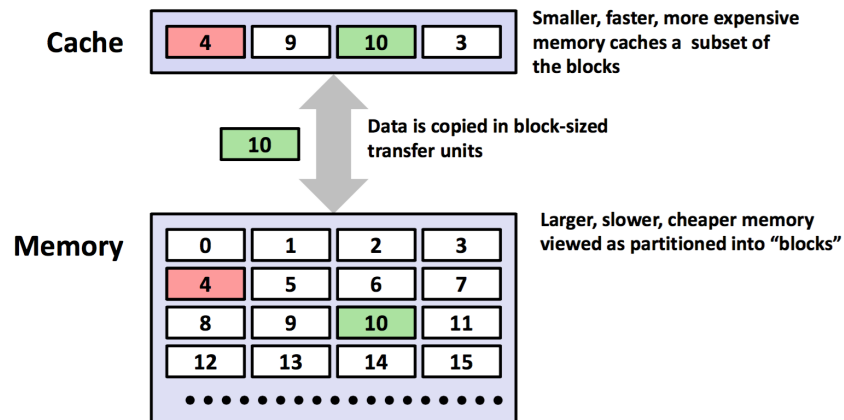 Cache
4 9 10 3
Smaller, faster, more expensive
memory caches a subset of
the blocks
10
Data is copied in block-sized
transfer units
Memory
0 1 2 3
4 5 6 7
8 9 10 11
12 13 14 15
Larger, slower, cheaper memory
viewed as partitioned into “blocks”